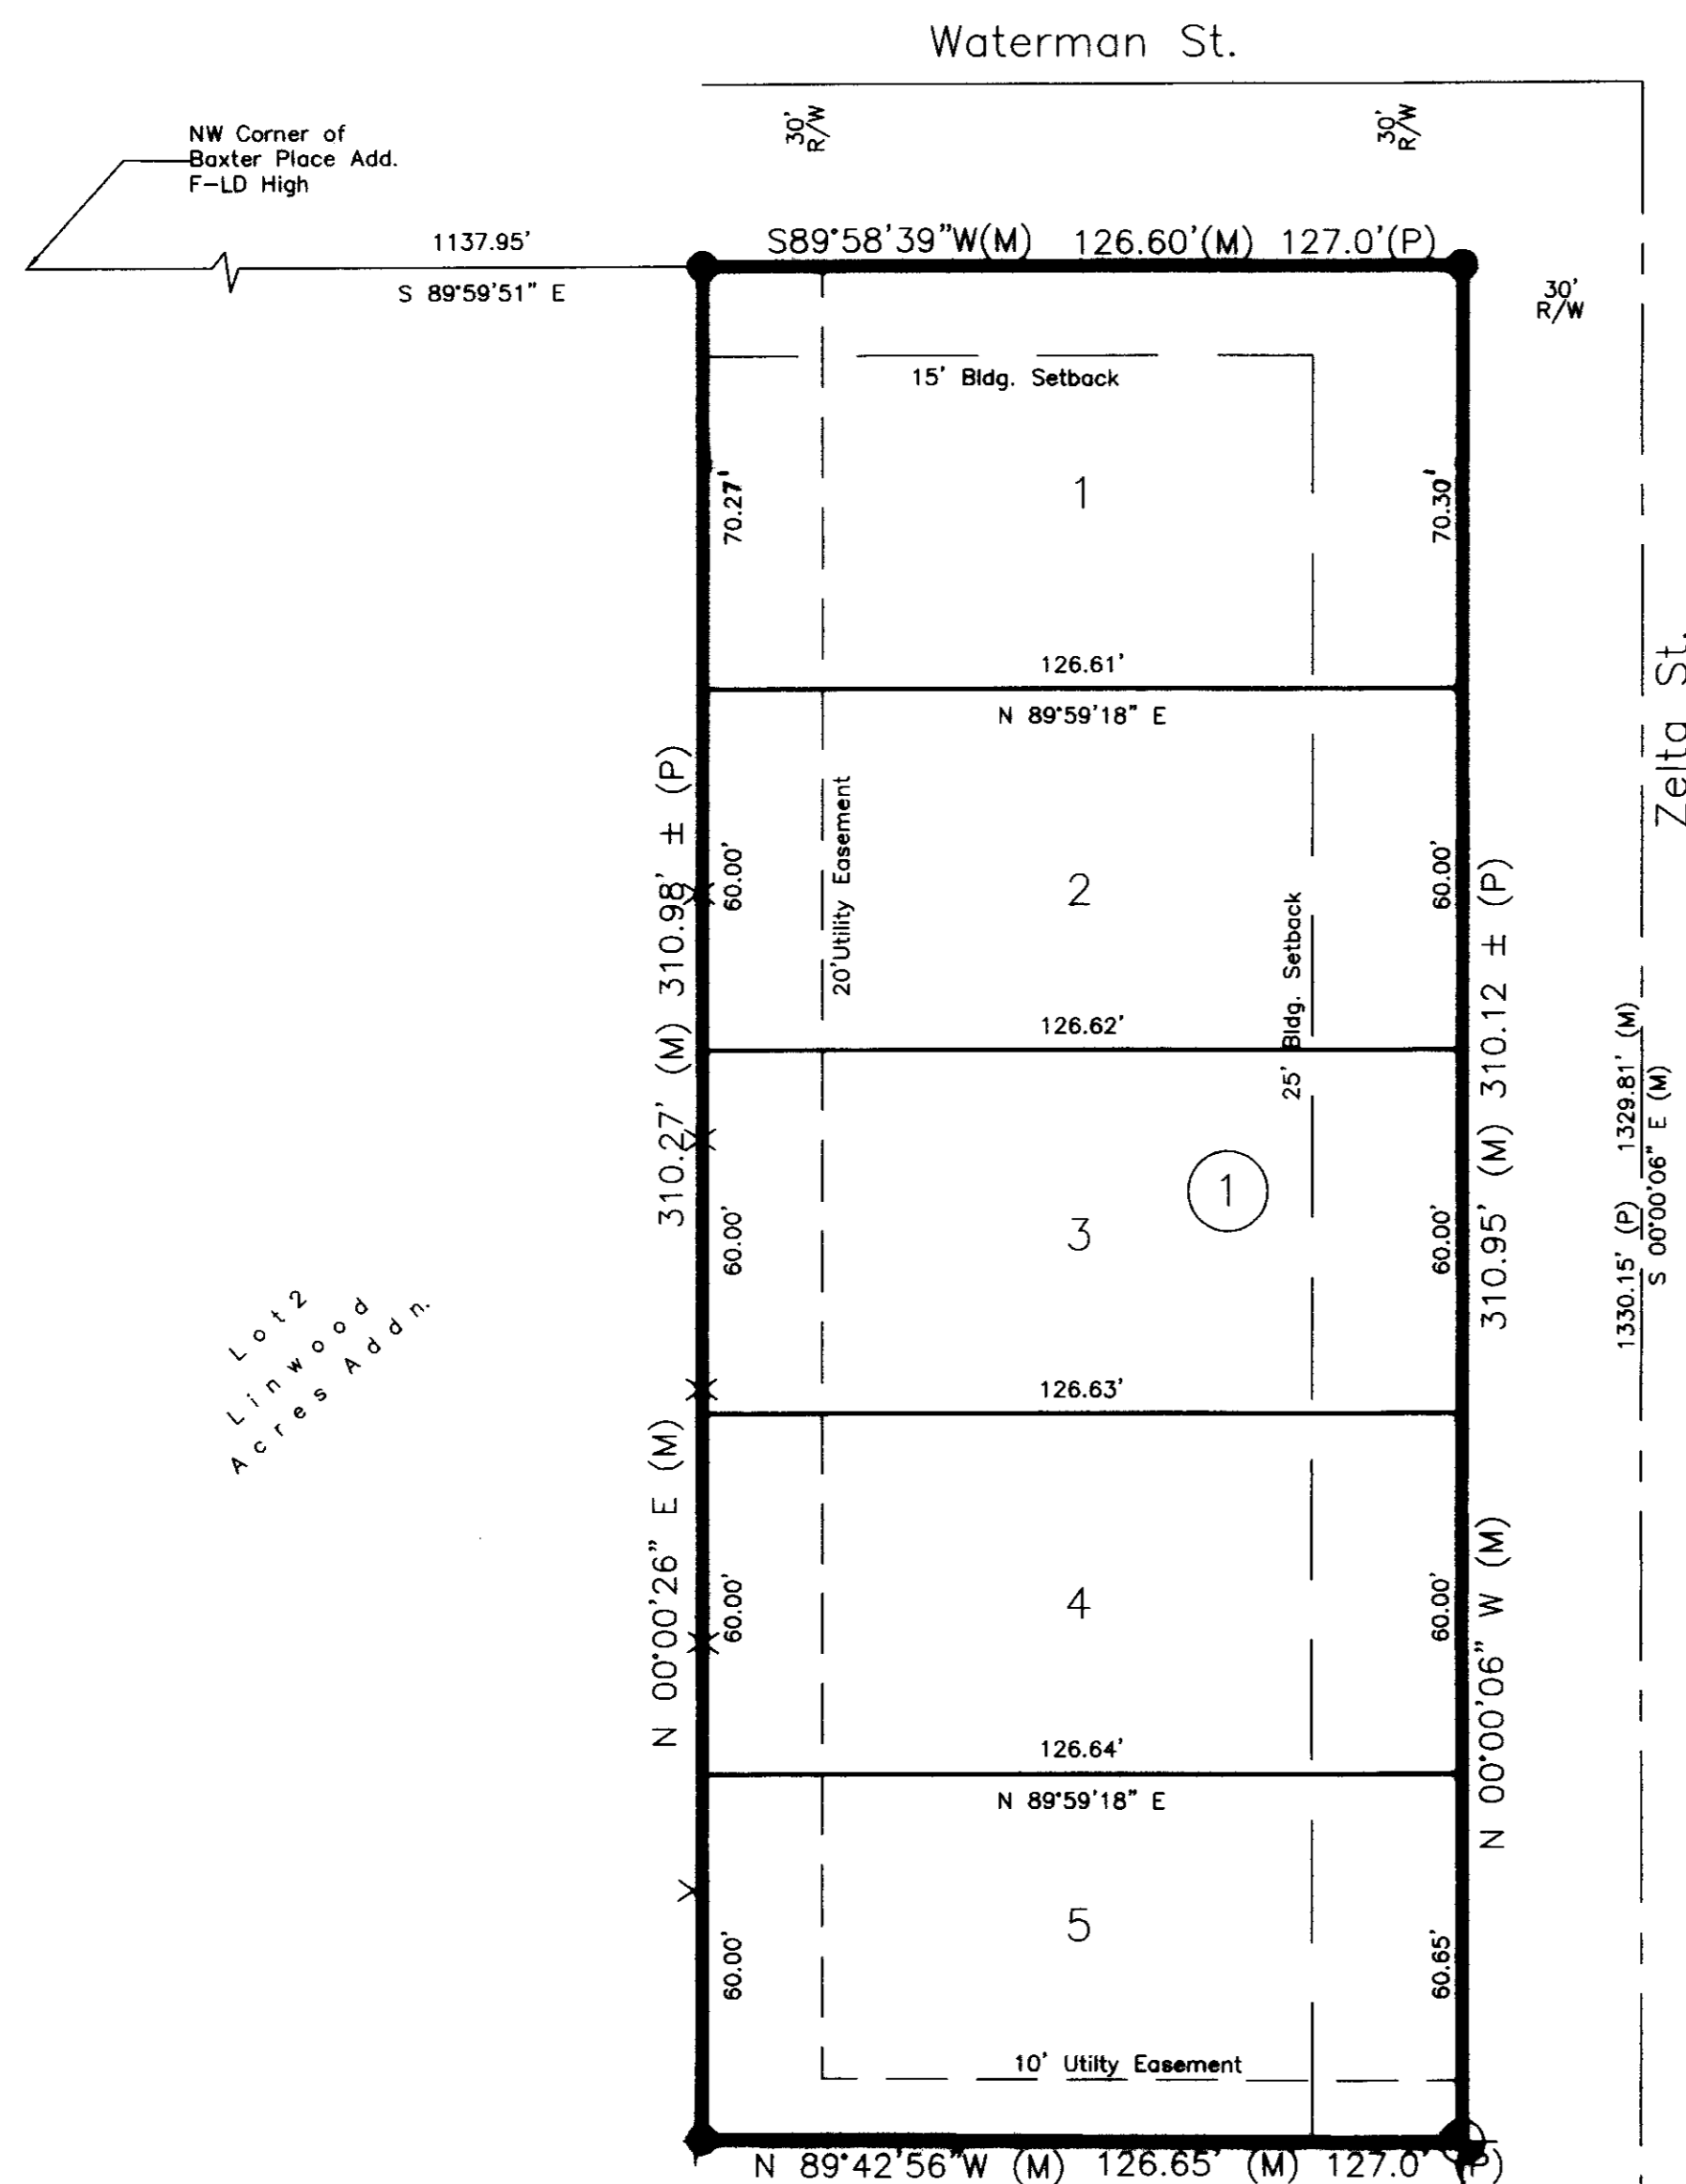 Waterman St.
NW Corner of
Baxter Place Add.
F-LD High
30'
R/W
30'
R/W
1137.95'
S 89°59'51" E
S89°58'39"W(M) 126.60'(M) 127.0'(P)
30'
R/W
15' Bldg. Setback
70.27'
1
70.30'
126.61'
N 89°59'18" E
Zelta St.
310.27' (M) 310.98' ± (P)
60.00'
20'Utility Easement
2
25' Bldg. Setback
60.00'
310.95' (M) 310.12 ± (P)
126.62'
1330.15' (P) 1329.81' (M)
S 00°00'06" E (M)
60.00'
3
1
60.00'
Lot 2
Linwood
Acres Addn.
126.63'
N 00°00'26" E (M)
60.00'
4
60.00'
N 00°00'06" W (M)
126.64'
N 89°59'18" E
60.00'
5
60.65'
10' Utilty Easement
N 89°42'56"W (M) 126.65' (M) 127.0' (P)